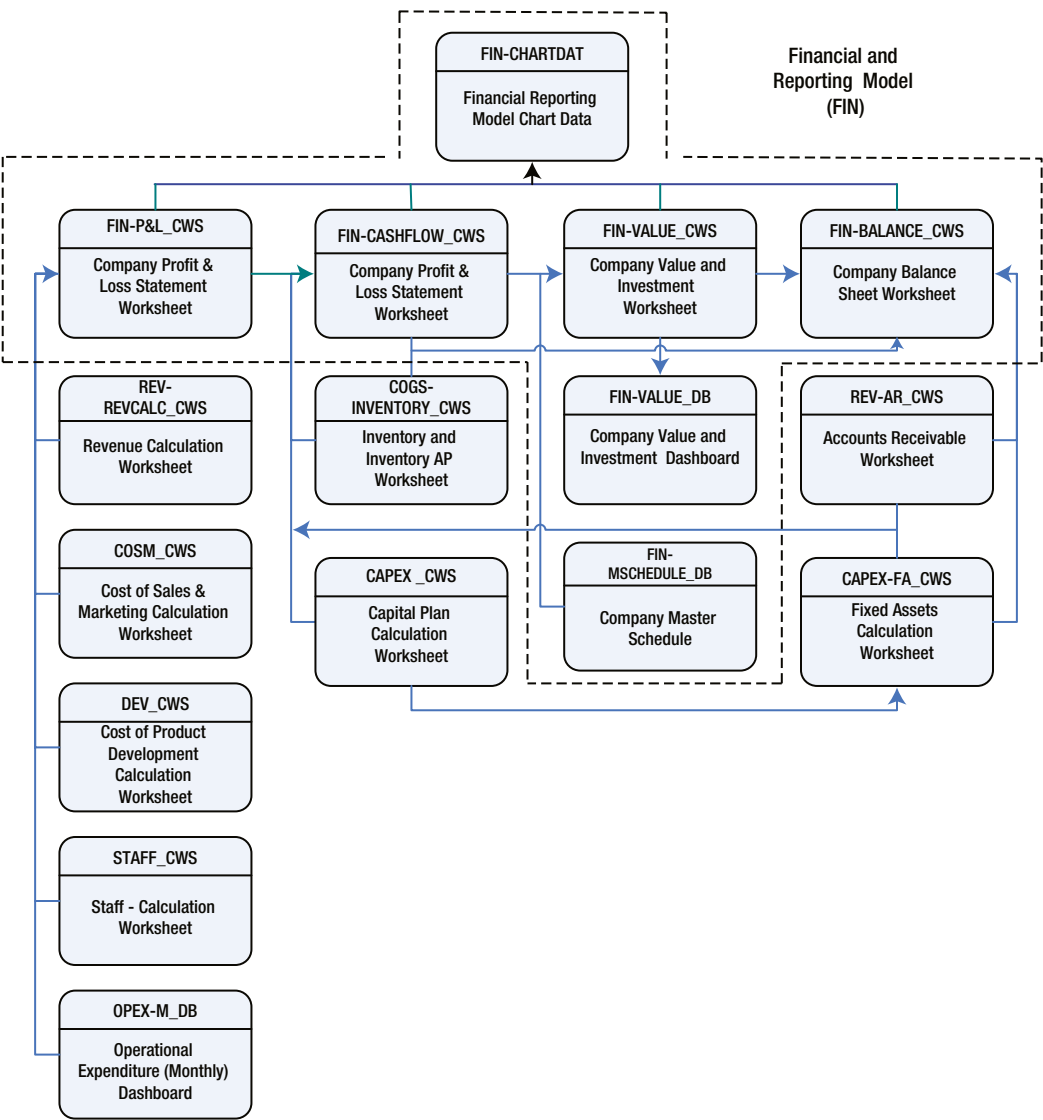 FIN-CHARTDAT
Financial Reporting
Model Chart Data
Financial and
Reporting Model
(FIN)
FIN-P&L_CWS
Company Profit &
Loss Statement
Worksheet
FIN-CASHFLOW_CWS
Company Profit &
Loss Statement
Worksheet
FIN-VALUE_CWS
Company Value and
Investment
Worksheet
FIN-BALANCE_CWS
Company Balance
Sheet Worksheet
REV-
REVCALC_CWS
Revenue Calculation
Worksheet
COGS-
INVENTORY_CWS
Inventory and
Inventory AP
Worksheet
FIN-VALUE_DB
Company Value and
Investment Dashboard
REV-AR_CWS
Accounts Receivable
Worksheet
COSM_CWS
Cost of Sales &
Marketing Calculation
Worksheet
CAPEX _CWS
Capital Plan
Calculation
Worksheet
FIN-
MSCHEDULE_DB
Company Master
Schedule
CAPEX-FA_CWS
Fixed Assets
Calculation
Worksheet
DEV_CWS
Cost of Product
Development
Calculation
Worksheet
STAFF_CWS
Staff - Calculation
Worksheet
OPEX-M_DB
Operational
Expenditure (Monthly)
Dashboard